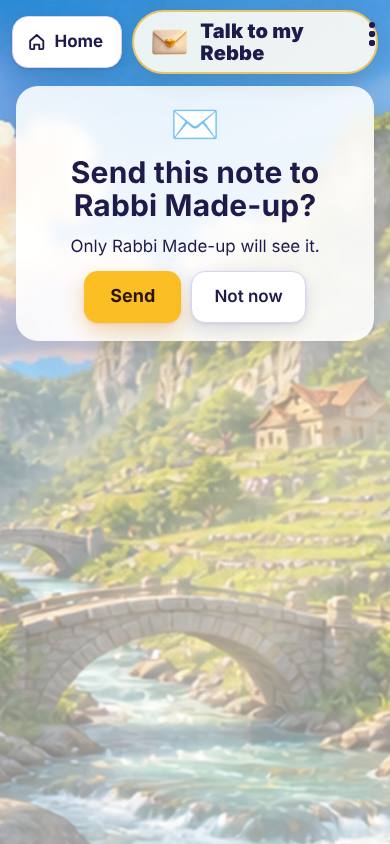 Home
Talk to my
Rebbe
Send this note to
Rabbi Made-up?
Only Rabbi Made-up will see it.
Send
Not now